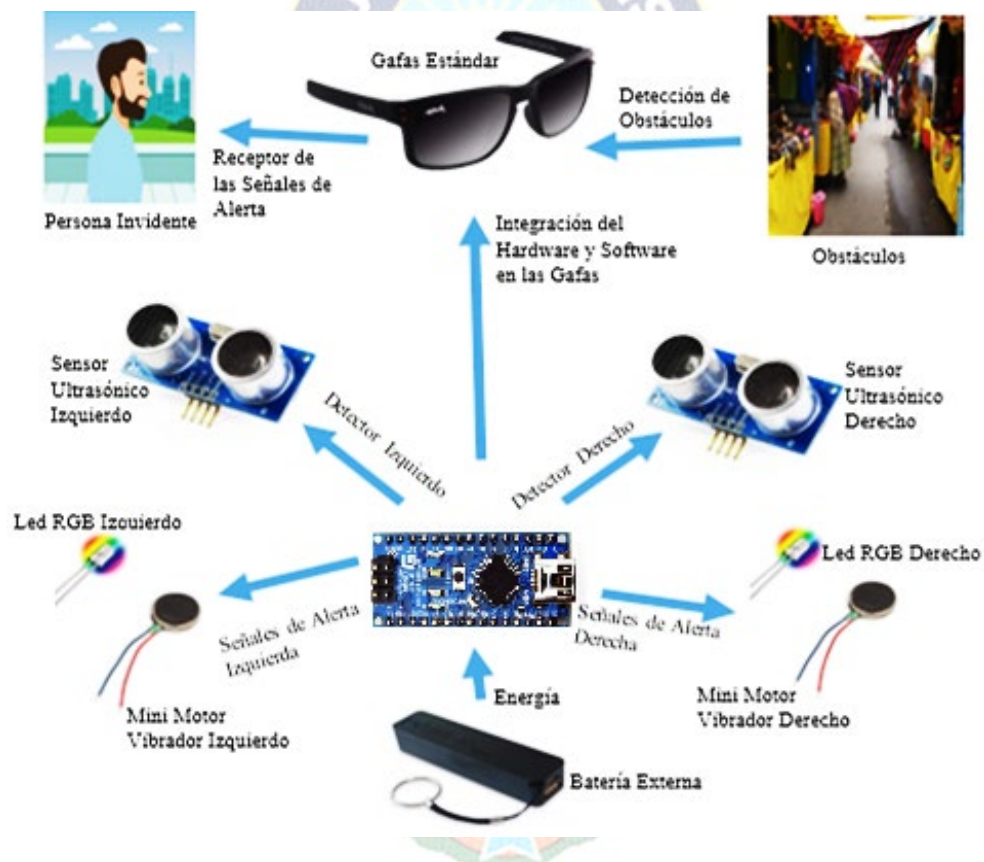 Gafas Estándar
Detección de
Obstáculos
Receptor de
las Señales de
Alerta
Persona Invidente
Integración del
Hardware y Software
en las Gafas
Obstáculos
Sensor
Ultrasónico
Izquierdo
Detector Izquierdo
Detector Derecho
Sensor
Ultrasónico
Derecho
Led RGB Izquierdo
Led RGB Derecho
Señales de Alerta
Izquierda
Señales de Alerta
Derecha
Mini Motor
Vibrador Izquierdo
Energía
Mini Motor
Vibrador Derecho
Batería Externa